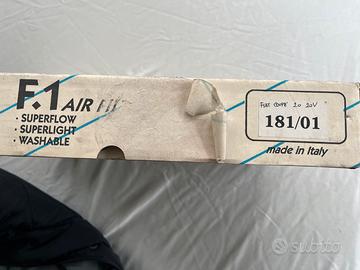 F.1 AIR
• SUPERFLOW
• SUPERLIGHT
• WASHABLE
FIAT COUPE' 2.0 20V
181/01
made in Italy
subito